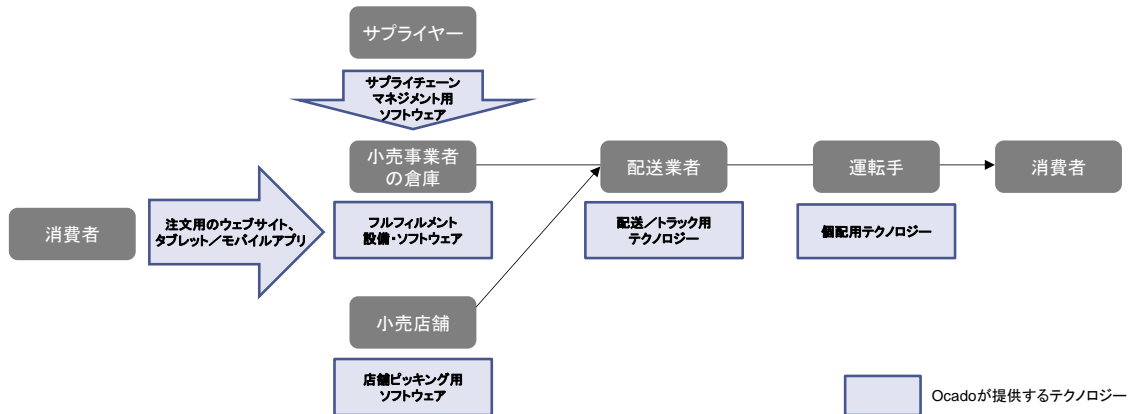 サプライヤー
サプライチェーン
マネジメント用
ソフトウェア
小売事業者
の倉庫
配送業者
運転手
消費者
消費者
注文用のウェブサイト、
タブレット／モバイルアプリ
フルフィルメント
設備・ソフトウェア
配送／トラック用
テクノロジー
個配用テクノロジー
小売店舗
店舗ピッキング用
ソフトウェア
Ocadoが提供するテクノロジー